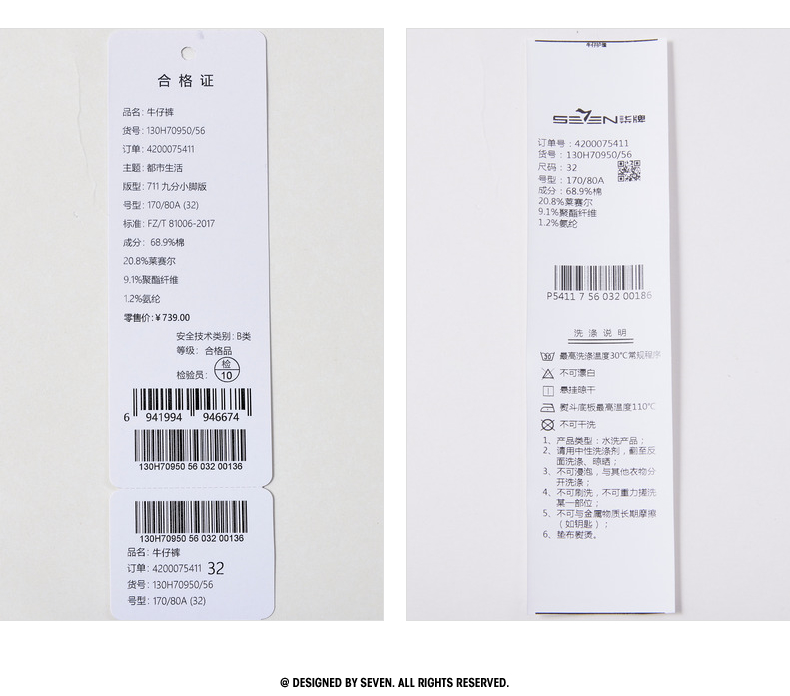 合格证
品名: 牛仔裤
货号: 130H70950/56
订单: 4200075411
主题: 都市生活
版型: 711 九分小脚版
号型: 170/80A (32)
标准: FZ/T 81006-2017
成分: 68.9%棉
20.8%莱赛尔
9.1%聚酯纤维
1.2%氨纶
零售价: ¥ 739.00
安全技术类别: B类
等级: 合格品
检验员: 检 10
6 941994 946674
130H70950 56 032 00136
130H70950 56 032 00136
品名: 牛仔裤
订单: 4200075411 32
货号: 130H70950/56
号型: 170/80A (32)
SEVEN 柒牌
订单号 : 4200075411
货号 : 130H70950/56
尺码 : 32
号型 : 170/80A
成分 : 68.9%棉
20.8%莱赛尔
9.1%聚酯纤维
1.2%氨纶
P5411 7 56 032 00186
洗涤说明
最高洗涤温度30℃常规程序
不可漂白
悬挂晾干
熨斗底板最高温度110℃
不可干洗
1、产品类型：水洗产品；
2、请用中性洗涤剂，翻至反
面洗涤、晾晒；
3、不可浸泡，与其他衣物分
开洗涤；
4、不可刷洗，不可重力搓洗
某一部位；
5、不可与金属物质长期摩擦
（如钥匙）；
6、垫布熨烫。
@ DESIGNED BY SEVEN. ALL RIGHTS RESERVED.